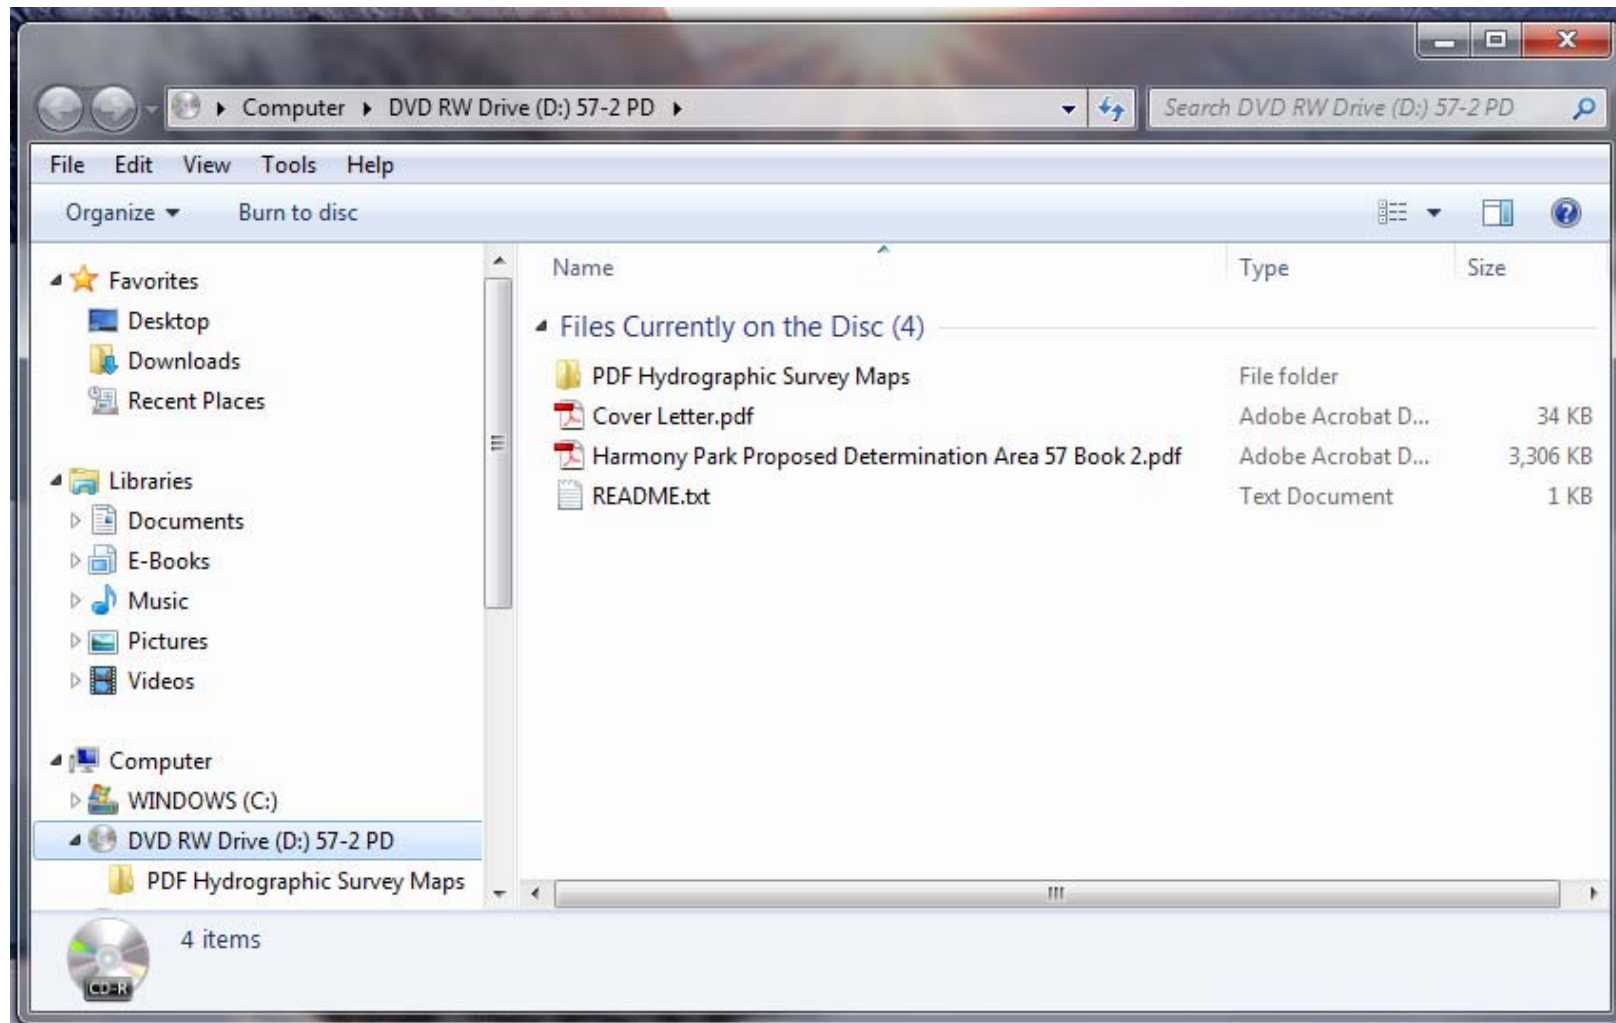 Computer ▸ DVD RW Drive (D:) 57-2 PD ▸ Search DVD RW Drive (D:) 57-2 PD
File Edit View Tools Help
Organize Burn to disc
Favorites
Desktop
Downloads
Recent Places
Libraries
Documents
E-Books
Music
Pictures
Videos
Computer
WINDOWS (C:)
DVD RW Drive (D:) 57-2 PD
PDF Hydrographic Survey Maps
Name Type Size
Files Currently on the Disc (4)
PDF Hydrographic Survey Maps File folder
Cover Letter.pdf Adobe Acrobat D... 34 KB
Harmony Park Proposed Determination Area 57 Book 2.pdf Adobe Acrobat D... 3,306 KB
README.txt Text Document 1 KB
4 items
CD-R